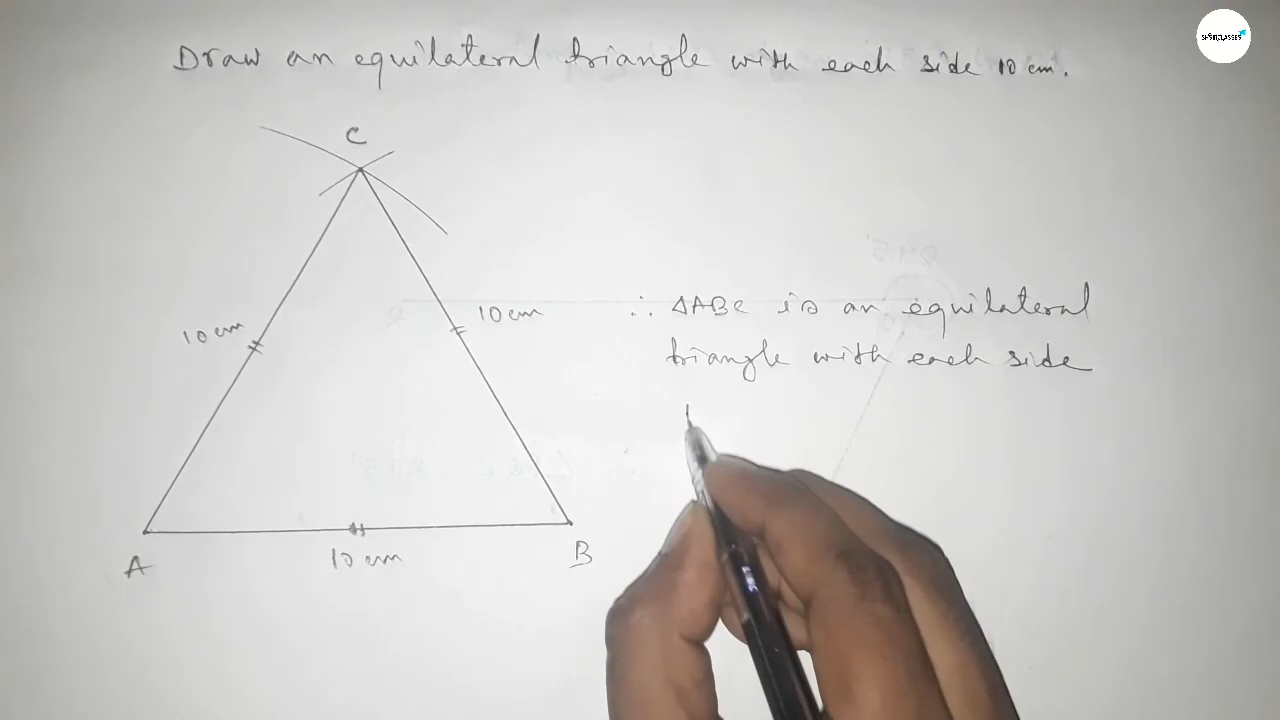 Draw an equilateral triangle with each side 10 cm.
C
10 cm
10 cm
∴ ΔABC is an equilateral
triangle with each side
A
10 cm
B